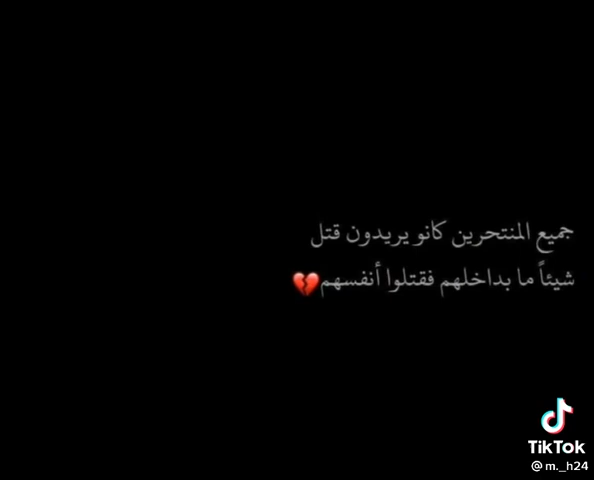 جميع المنتحرين كانو يريدون قتل
شيئاً ما بداخلهم فقتلوا أنفسهم💔
TikTok
@m._h24